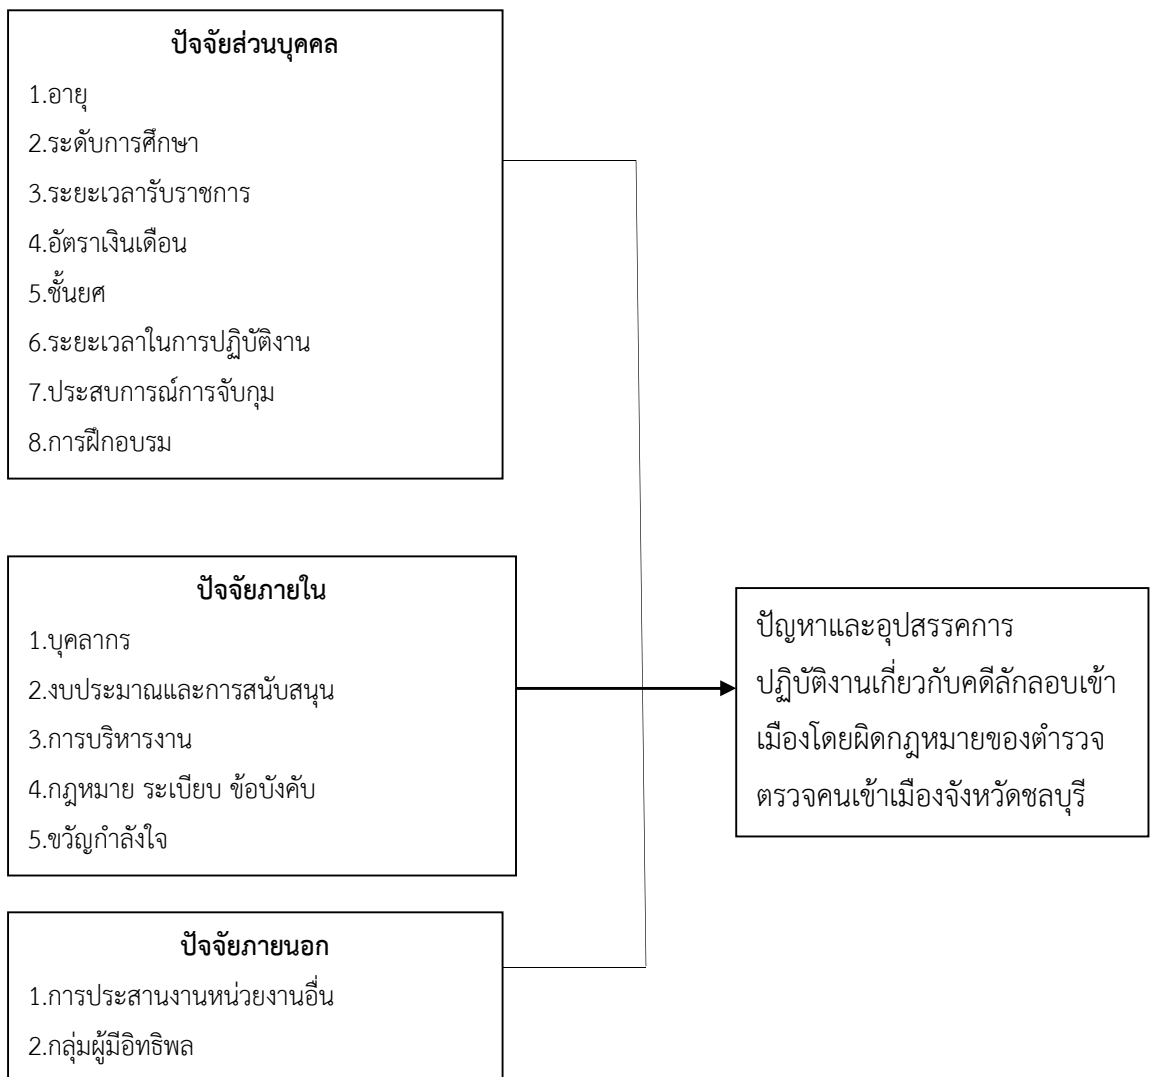 ปัจจัยส่วนบุคคล
1.อายุ
2.ระดับการศึกษา
3.ระยะเวลารับราชการ
4.อัตราเงินเดือน
5.ชั้นยศ
6.ระยะเวลาในการปฏิบัติงาน
7.ประสบการณ์การจับกุม
8.การฝึกอบรม
ปัจจัยภายใน
1.บุคลากร
2.งบประมาณและการสนับสนุน
3.การบริหารงาน
4.กฎหมาย ระเบียบ ข้อบังคับ
5.ขวัญกำลังใจ
ปัญหาและอุปสรรคการ
ปฏิบัติงานเกี่ยวกับคดีลักลอบเข้า
เมืองโดยผิดกฎหมายของตำรวจ
ตรวจคนเข้าเมืองจังหวัดชลบุรี
ปัจจัยภายนอก
1.การประสานงานหน่วยงานอื่น
2.กลุ่มผู้มีอิทธิพล